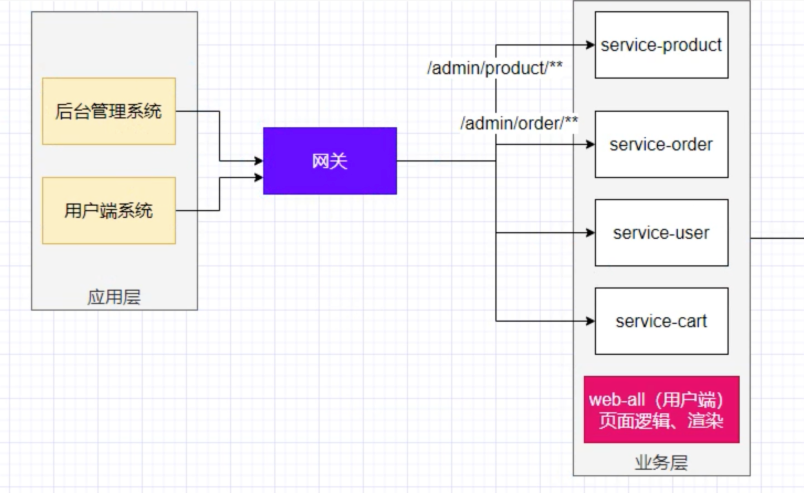 后台管理系统
用户端系统
应用层
网关
/admin/product/**
/admin/order/**
service-product
service-order
service-user
service-cart
web-all（用户端）
页面逻辑、渲染
业务层